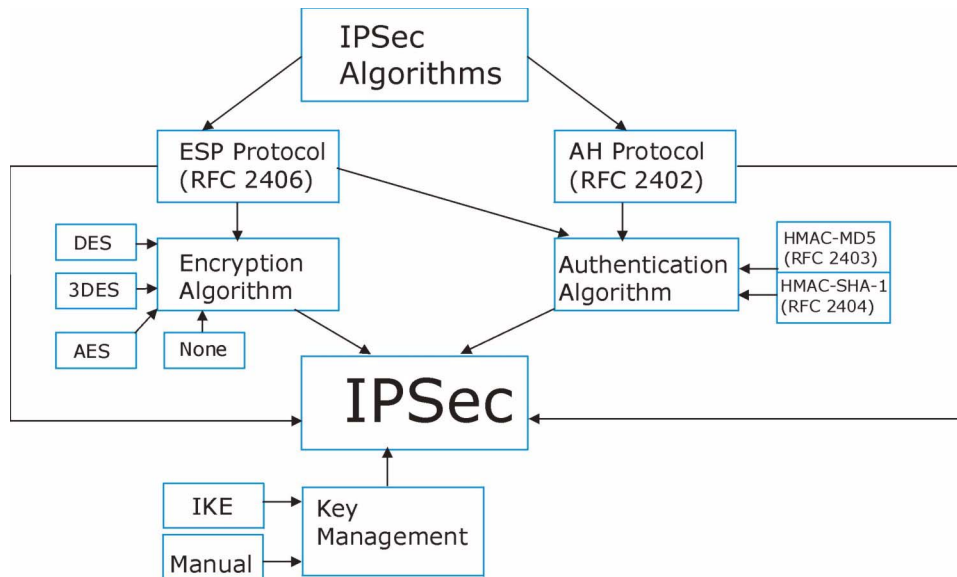 IPSec
Algorithms
ESP Protocol
(RFC 2406)
AH Protocol
(RFC 2402)
DES
3DES
AES
None
Encryption
Algorithm
Authentication
Algorithm
HMAC-MD5
(RFC 2403)
HMAC-SHA-1
(RFC 2404)
IPSec
IKE
Manual
Key
Management